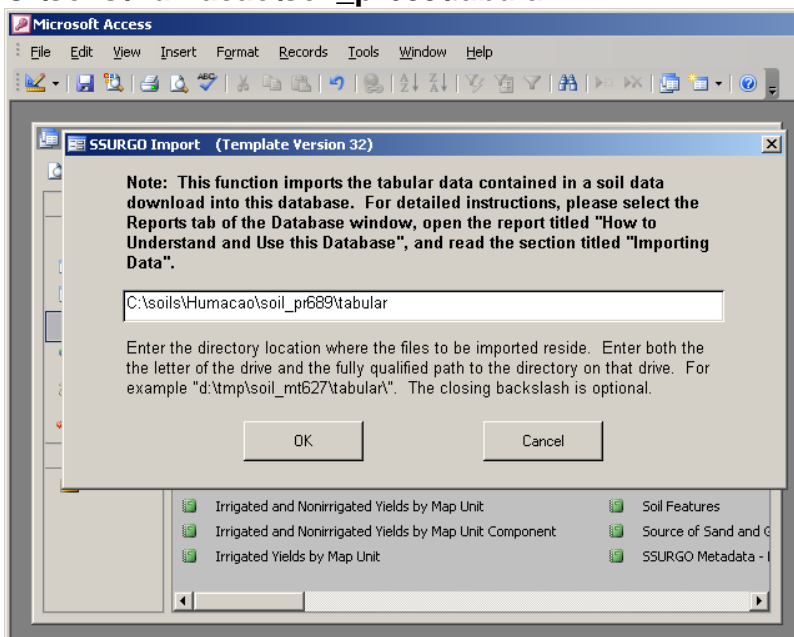 Microsoft Access
File Edit View Insert Format Records Tools Window Help
SSURGO Import (Template Version 32)
Note: This function imports the tabular data contained in a soil data
download into this database. For detailed instructions, please select the
Reports tab of the Database window, open the report titled "How to
Understand and Use this Database", and read the section titled "Importing
Data".
C:\soils\Humacao\soil_pr689\tabular
Enter the directory location where the files to be imported reside. Enter both the
the letter of the drive and the fully qualified path to the directory on that drive. For
example "d:\tmp\soil_mt627\tabular\". The closing backslash is optional.
OK Cancel
Irrigated and Nonirrigated Yields by Map Unit Soil Features
Irrigated and Nonirrigated Yields by Map Unit Component Source of Sand and
Irrigated Yields by Map Unit SSURGO Metadata -